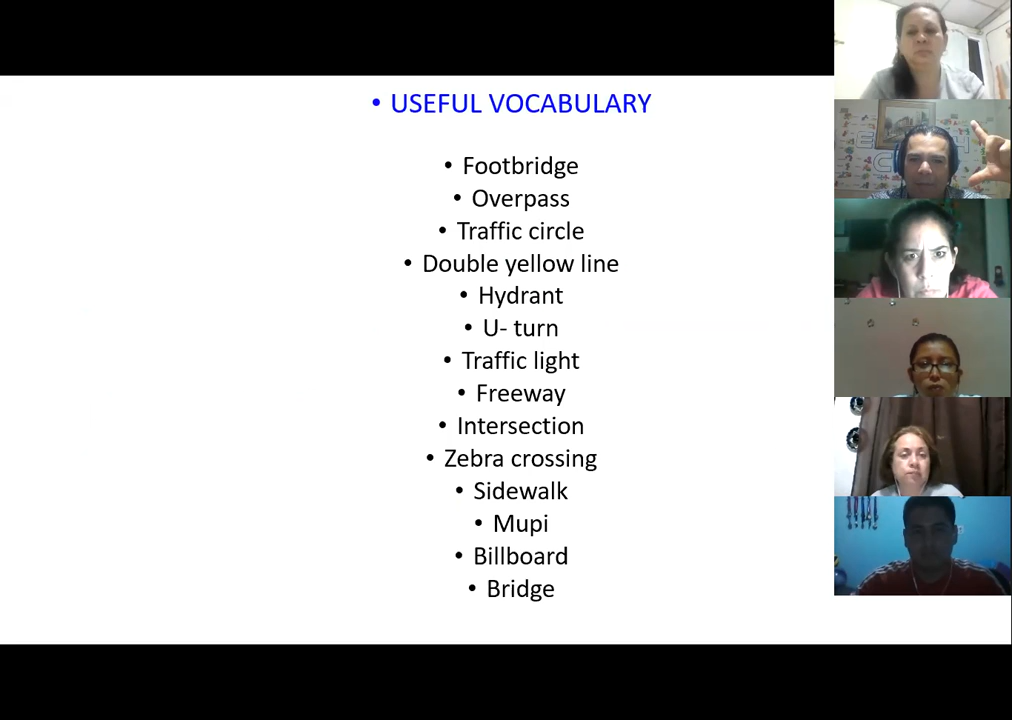 • USEFUL VOCABULARY
• Footbridge
• Overpass
• Traffic circle
• Double yellow line
• Hydrant
• U- turn
• Traffic light
• Freeway
• Intersection
• Zebra crossing
• Sidewalk
• Mupi
• Billboard
• Bridge